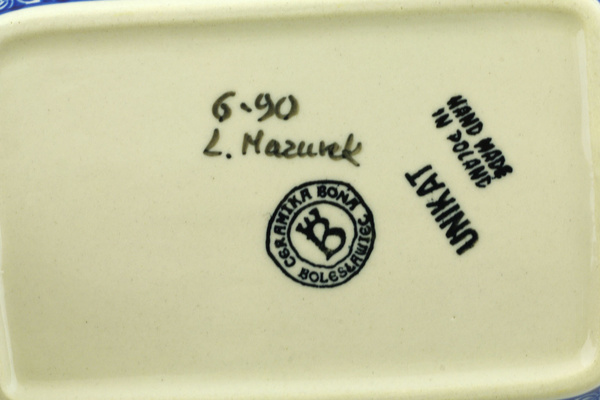 6-90
L. Mazurek
HAND MADE
IN POLAND
UNIKAT
CERAMIKA BONA
B
BOLESŁAWIEC